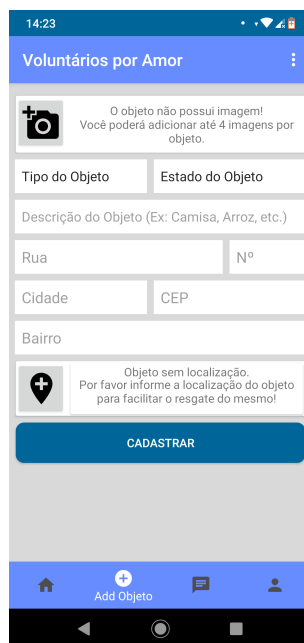 14:23
Voluntários por Amor
O objeto não possui imagem!
Você poderá adicionar até 4 imagens por
objeto.
Tipo do Objeto
Estado do Objeto
Descrição do Objeto (Ex: Camisa, Arroz, etc.)
Rua
Nº
Cidade
CEP
Bairro
Objeto sem localização.
Por favor informe a localização do objeto
para facilitar o resgate do mesmo!
CADASTRAR
Add Objeto